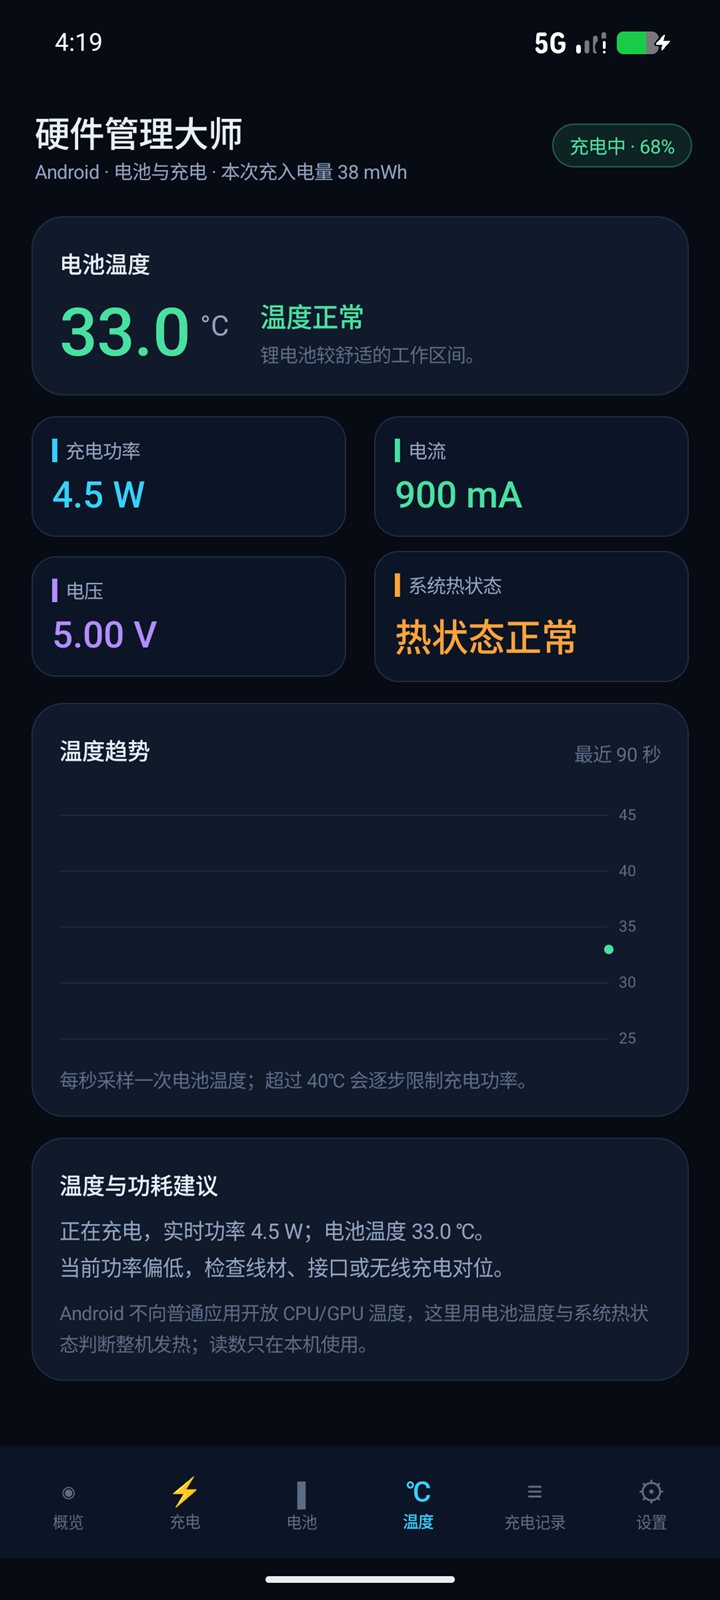 4:19
5G
硬件管理大师
Android · 电池与充电 · 本次充入电量 38 mWh
充电中 · 68%
电池温度
33.0 °C
温度正常
锂电池较舒适的工作区间。
充电功率
4.5 W
电流
900 mA
电压
5.00 V
系统热状态
热状态正常
温度趋势
最近 90 秒
45
40
35
30
25
每秒采样一次电池温度；超过 40℃ 会逐步限制充电功率。
温度与功耗建议
正在充电，实时功率 4.5 W；电池温度 33.0 ℃。
当前功率偏低，检查线材、接口或无线充电对位。
Android 不向普通应用开放 CPU/GPU 温度，这里用电池温度与系统热状
态判断整机发热；读数只在本机使用。
概览
充电
电池
℃
温度
充电记录
设置